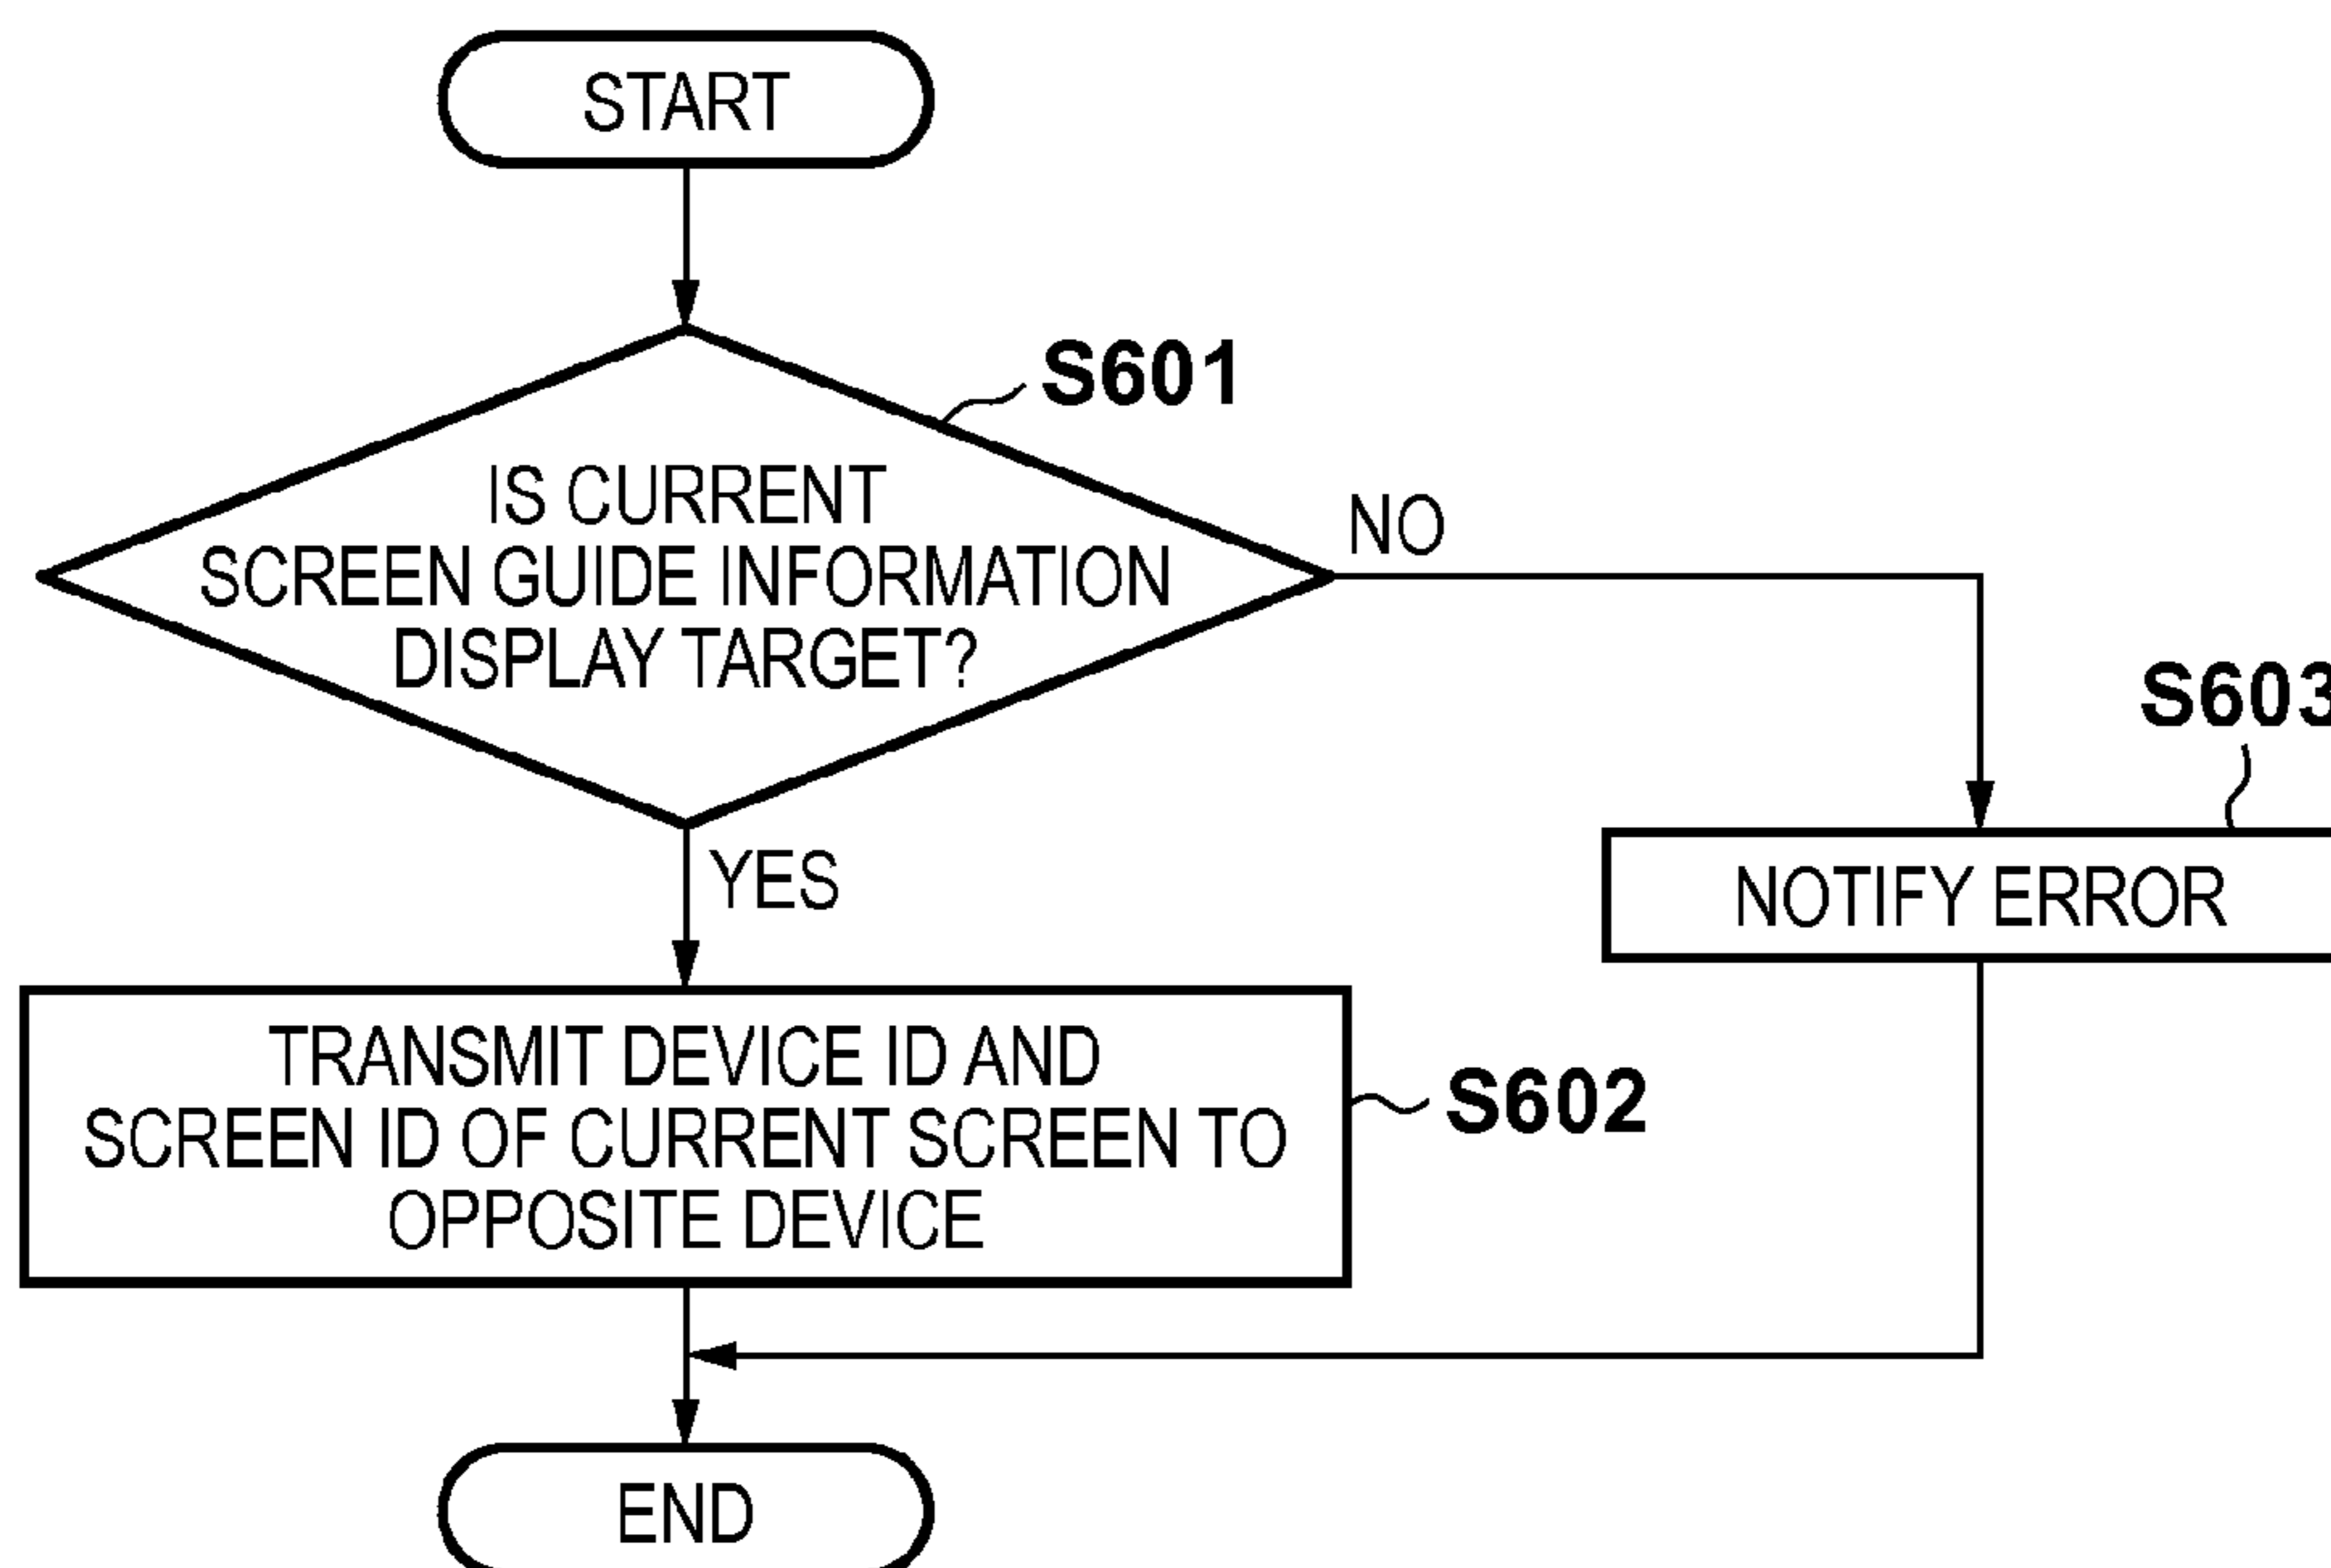 START
S601
IS CURRENT
SCREEN GUIDE INFORMATION
DISPLAY TARGET?
NO
YES
S603
NOTIFY ERROR
TRANSMIT DEVICE ID AND
SCREEN ID OF CURRENT SCREEN TO
OPPOSITE DEVICE
S602
END